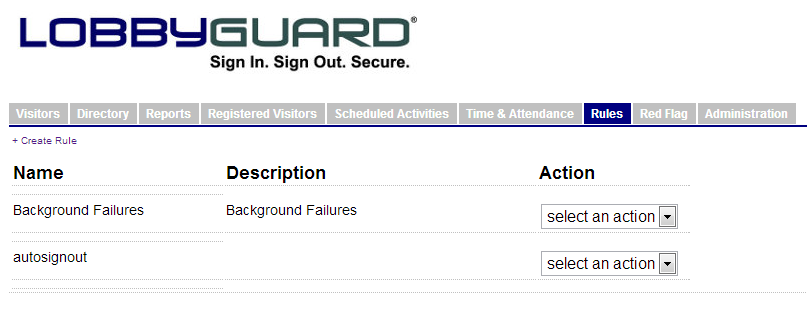 LOBBYGUARD®
Sign In. Sign Out. Secure.
Visitors Directory Reports Registered Visitors Scheduled Activities Time & Attendance Rules Red Flag Administration
+ Create Rule
Name Description Action
Background Failures Background Failures select an action
autosignout select an action